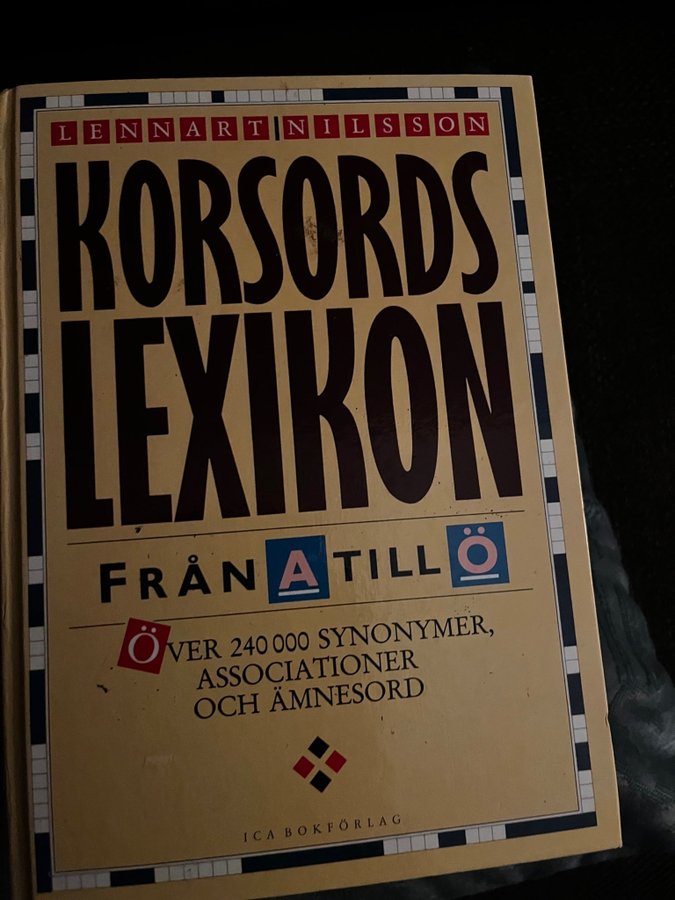 LENNART NILSSON
KORSORDS
LEXIKON
FRÅN A TILL Ö
ÖVER 240 000 SYNONYMER,
ASSOCIATIONER
OCH ÄMNESORD
ICA BOKFÖRLAG